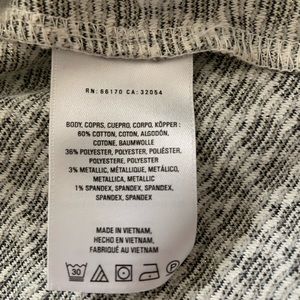 RN: 66170 CA: 32054
BODY, COPRS, CUEPRO, CORPO, KÖPPER :
60% COTTON, COTON, ALGODÓN,
COTONE, BAUMWOLLE
36% POLYESTER, POLYESTER, POLIÉSTER,
POLYESTERE, POLYESTER
3% METALLIC, MÉTALLIQUE, METÁLICO,
METALLICA, METALLIC
1% SPANDEX, SPANDEX, SPANDEX,
SPANDEX, SPANDEX
MADE IN VIETNAM,
HECHO EN VIETNAM,
FABRIQUÉ AU VIETNAM
30 P